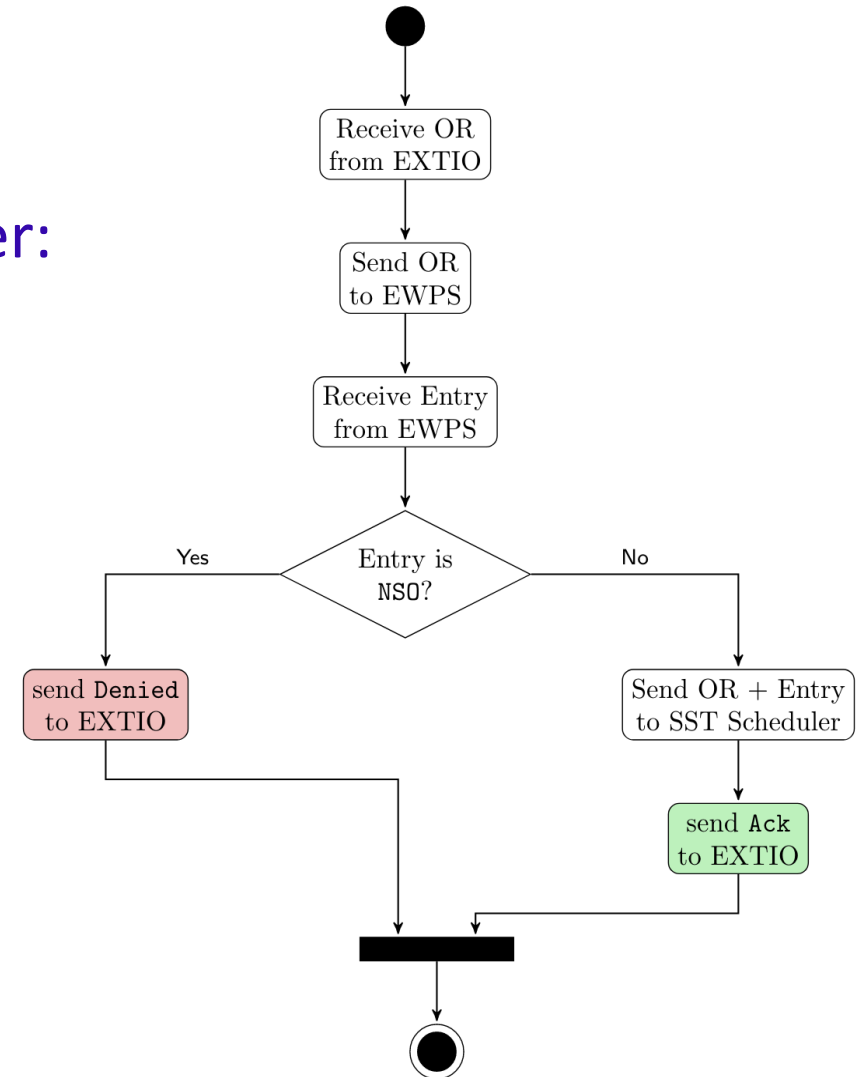 Receive OR
from EXTIO
er:
Send OR
to EWPS
Receive Entry
from EWPS
Yes
Entry is
NSO?
No
send Denied
to EXTIO
Send OR + Entry
to SST Scheduler
send Ack
to EXTIO